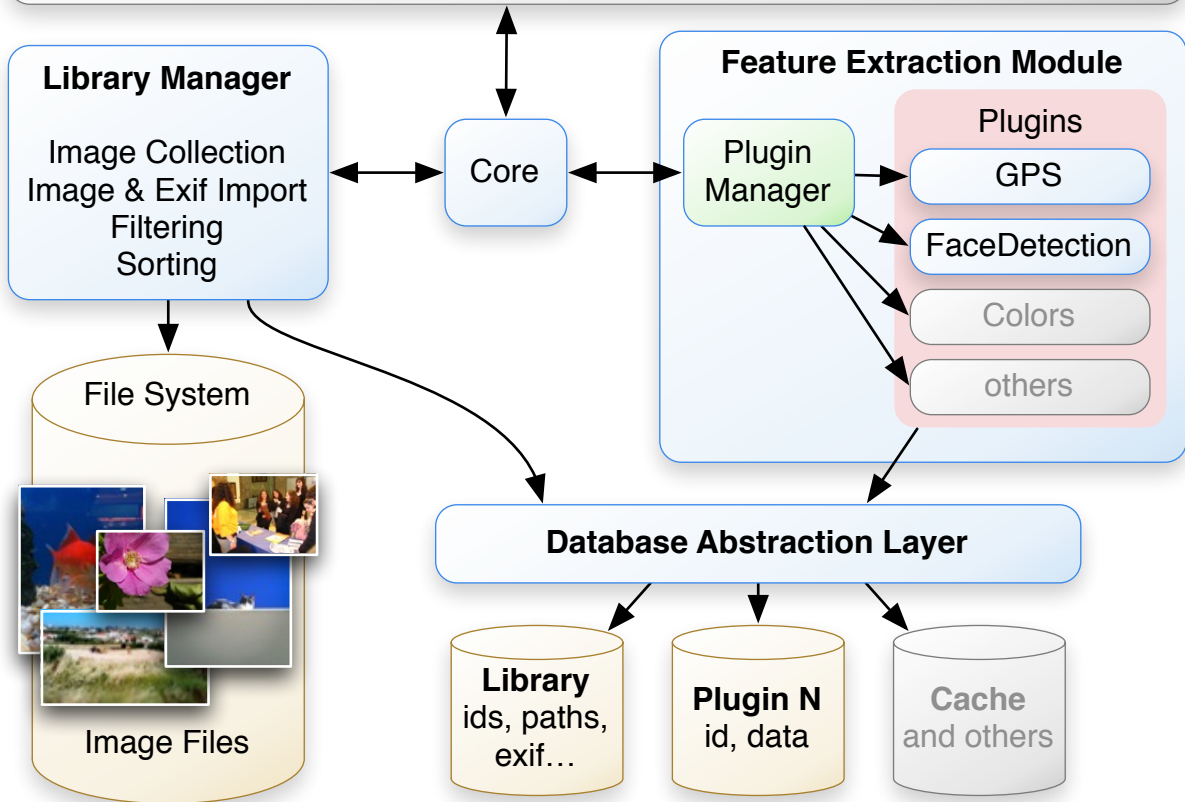 Library Manager
Image Collection
Image & Exif Import
Filtering
Sorting
Core
Feature Extraction Module
Plugin
Manager
Plugins
GPS
FaceDetection
Colors
others
File System
Image Files
Database Abstraction Layer
Library
ids, paths,
exif…
Plugin N
id, data
Cache
and others